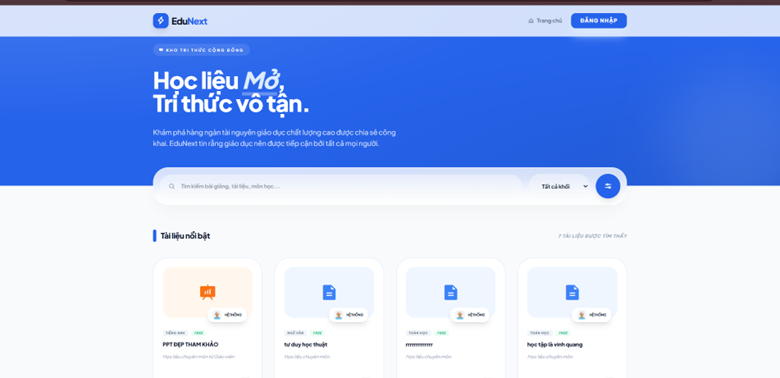 EduNext
Trang chủ
ĐĂNG NHẬP
KHO TRI THỨC CỘNG ĐỒNG
Học liệu Mở,
Tri thức vô tận.
Khám phá hàng ngàn tài nguyên giáo dục chất lượng cao được chia sẻ công
khai. EduNext tin rằng giáo dục nên được tiếp cận bởi tất cả mọi người.
Tìm kiếm bài giảng, tài liệu, môn học...
Tất cả khối
Tài liệu nổi bật
7 TÀI LIỆU ĐƯỢC TÌM THẤY
HỆ THỐNG
HỆ THỐNG
HỆ THỐNG
HỆ THỐNG
TIẾNG ANH FREE
NGỮ VĂN FREE
TOÁN HỌC FREE
TOÁN HỌC FREE
PPT ĐẸP THAM KHẢO
tư duy học thuật
rrrrrrrrrrrrr
học tập là vinh quang
Học liệu chuyên môn từ Giáo viên
Học liệu chuyên môn
Học liệu chuyên môn
Học liệu chuyên môn